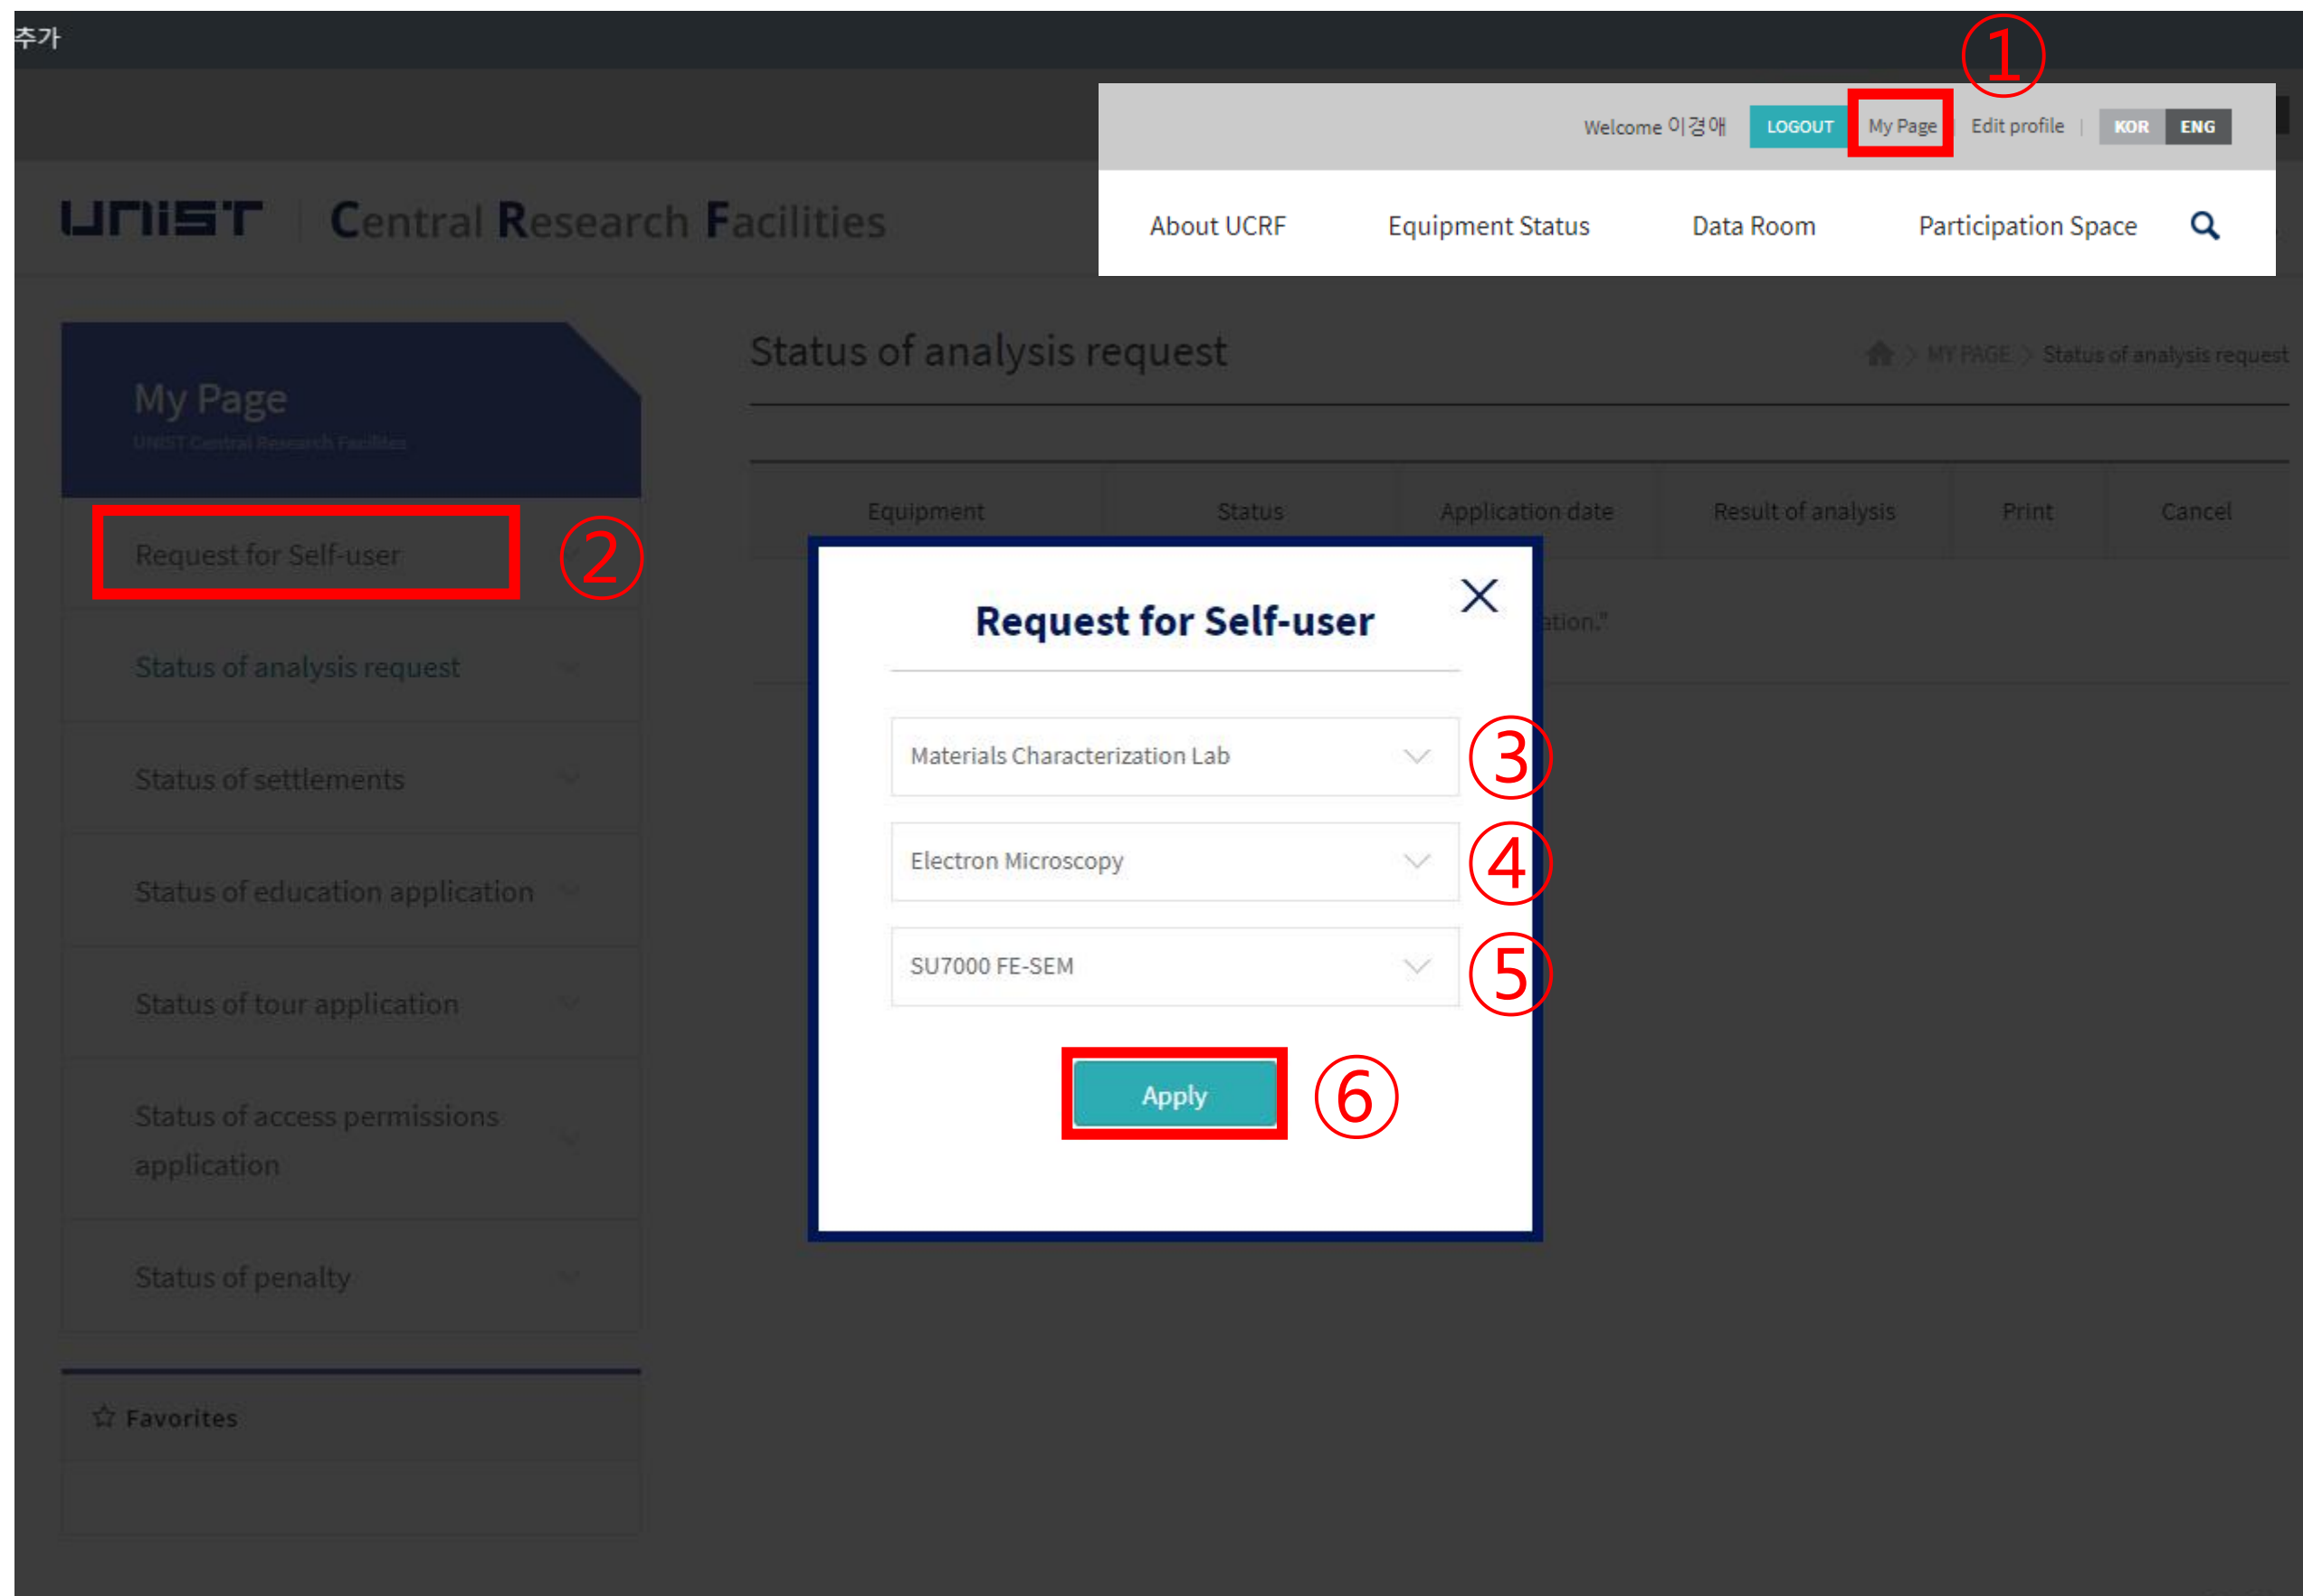 추가
①
Welcome 이경애 LOGOUT My Page | Edit profile | KOR ENG
UNIST Central Research Facilities
About UCRF Equipment Status Data Room Participation Space
Status of analysis request
> MY PAGE > Status of analysis request
My Page
UNIST Central Research Facilities
Equipment Status Application date Result of analysis Print Cancel
Request for Self-user ②
Status of analysis request
Status of settlements
Status of education application
Status of tour application
Status of access permissions
application
Status of penalty
☆ Favorites
Request for Self-user
ation."
Materials Characterization Lab ③
Electron Microscopy ④
SU7000 FE-SEM ⑤
Apply ⑥